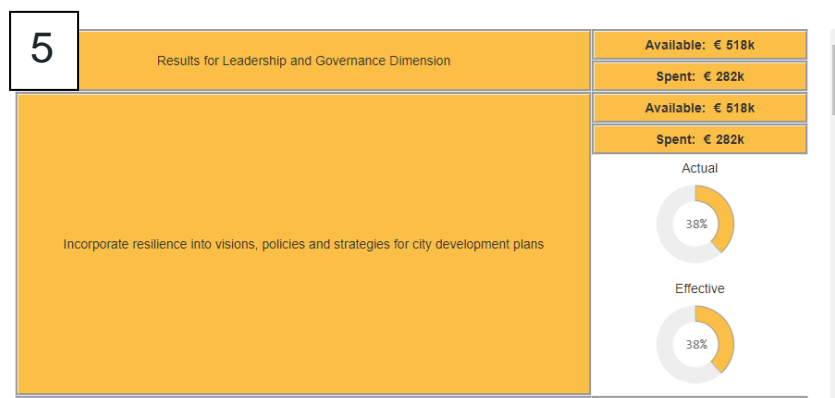 5
Results for Leadership and Governance Dimension
Available: € 518k
Spent: € 282k
Available: € 518k
Spent: € 282k
Incorporate resilience into visions, policies and strategies for city development plans
Actual
38%
Effective
38%